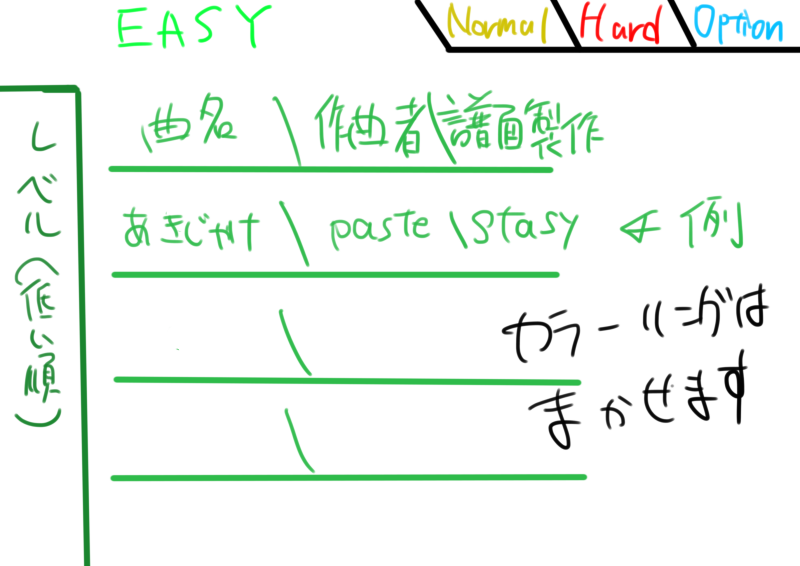 EASY Normal Hard Option
レベル(低い順)
曲名 \ 作曲者\譜面製作
あきじゃけ \ paste \Stasy ← 例
\
カラーリングは
まかせます
\